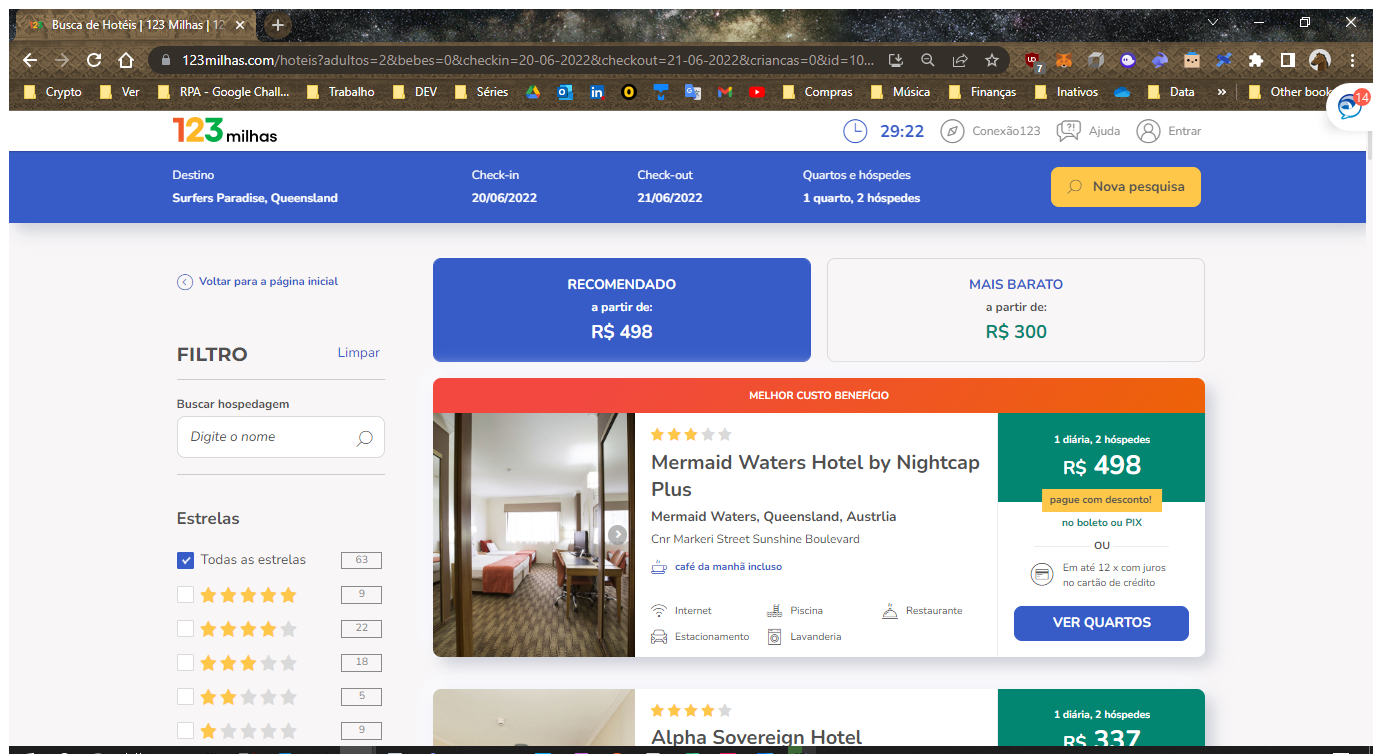 Busca de Hotéis | 123 Milhas | 12
123milhas.com/hoteis?adultos=2&bebes=0&checkin=20-06-2022&checkout=21-06-2022&criancas=0&id=10...
7
Crypto Ver RPA - Google Chall... Trabalho DEV Séries Compras Música Finanças Inativos Data » Other book
14
123 milhas
29:22 Conexão123 Ajuda Entrar
Destino Check-in Check-out Quartos e hóspedes
Surfers Paradise, Queensland 20/06/2022 21/06/2022 1 quarto, 2 hóspedes
Nova pesquisa
Voltar para a página inicial
FILTRO Limpar
Buscar hospedagem
Digite o nome
Estrelas
Todas as estrelas 63
9
22
18
5
9
RECOMENDADO
a partir de:
R$ 498
MAIS BARATO
a partir de:
R$ 300
MELHOR CUSTO BENEFÍCIO
Mermaid Waters Hotel by Nightcap
Plus
Mermaid Waters, Queensland, Austrlia
Cnr Markeri Street Sunshine Boulevard
café da manhã incluso
Internet Piscina Restaurante
Estacionamento Lavanderia
1 diária, 2 hóspedes
R$ 498
pague com desconto!
no boleto ou PIX
OU
Em até 12 x com juros
no cartão de crédito
VER QUARTOS
Alpha Sovereign Hotel
1 diária, 2 hóspedes
R$ 337